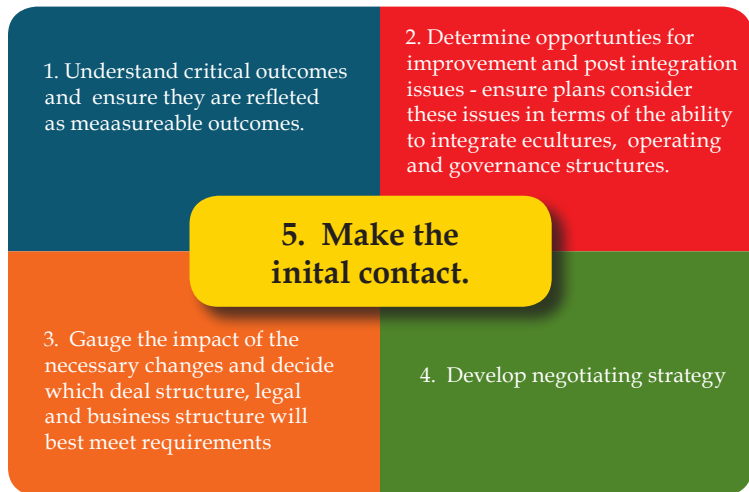 1. Understand critical outcomes
and ensure they are refleted
as meaasureable outcomes.
2. Determine opportunties for
improvement and post integration
issues - ensure plans consider
these issues in terms of the ability
to integrate ecultures, operating
and governance structures.
3. Gauge the impact of the
necessary changes and decide
which deal structure, legal
and business structure will
best meet requirements
4. Develop negotiating strategy
5. Make the
inital contact.